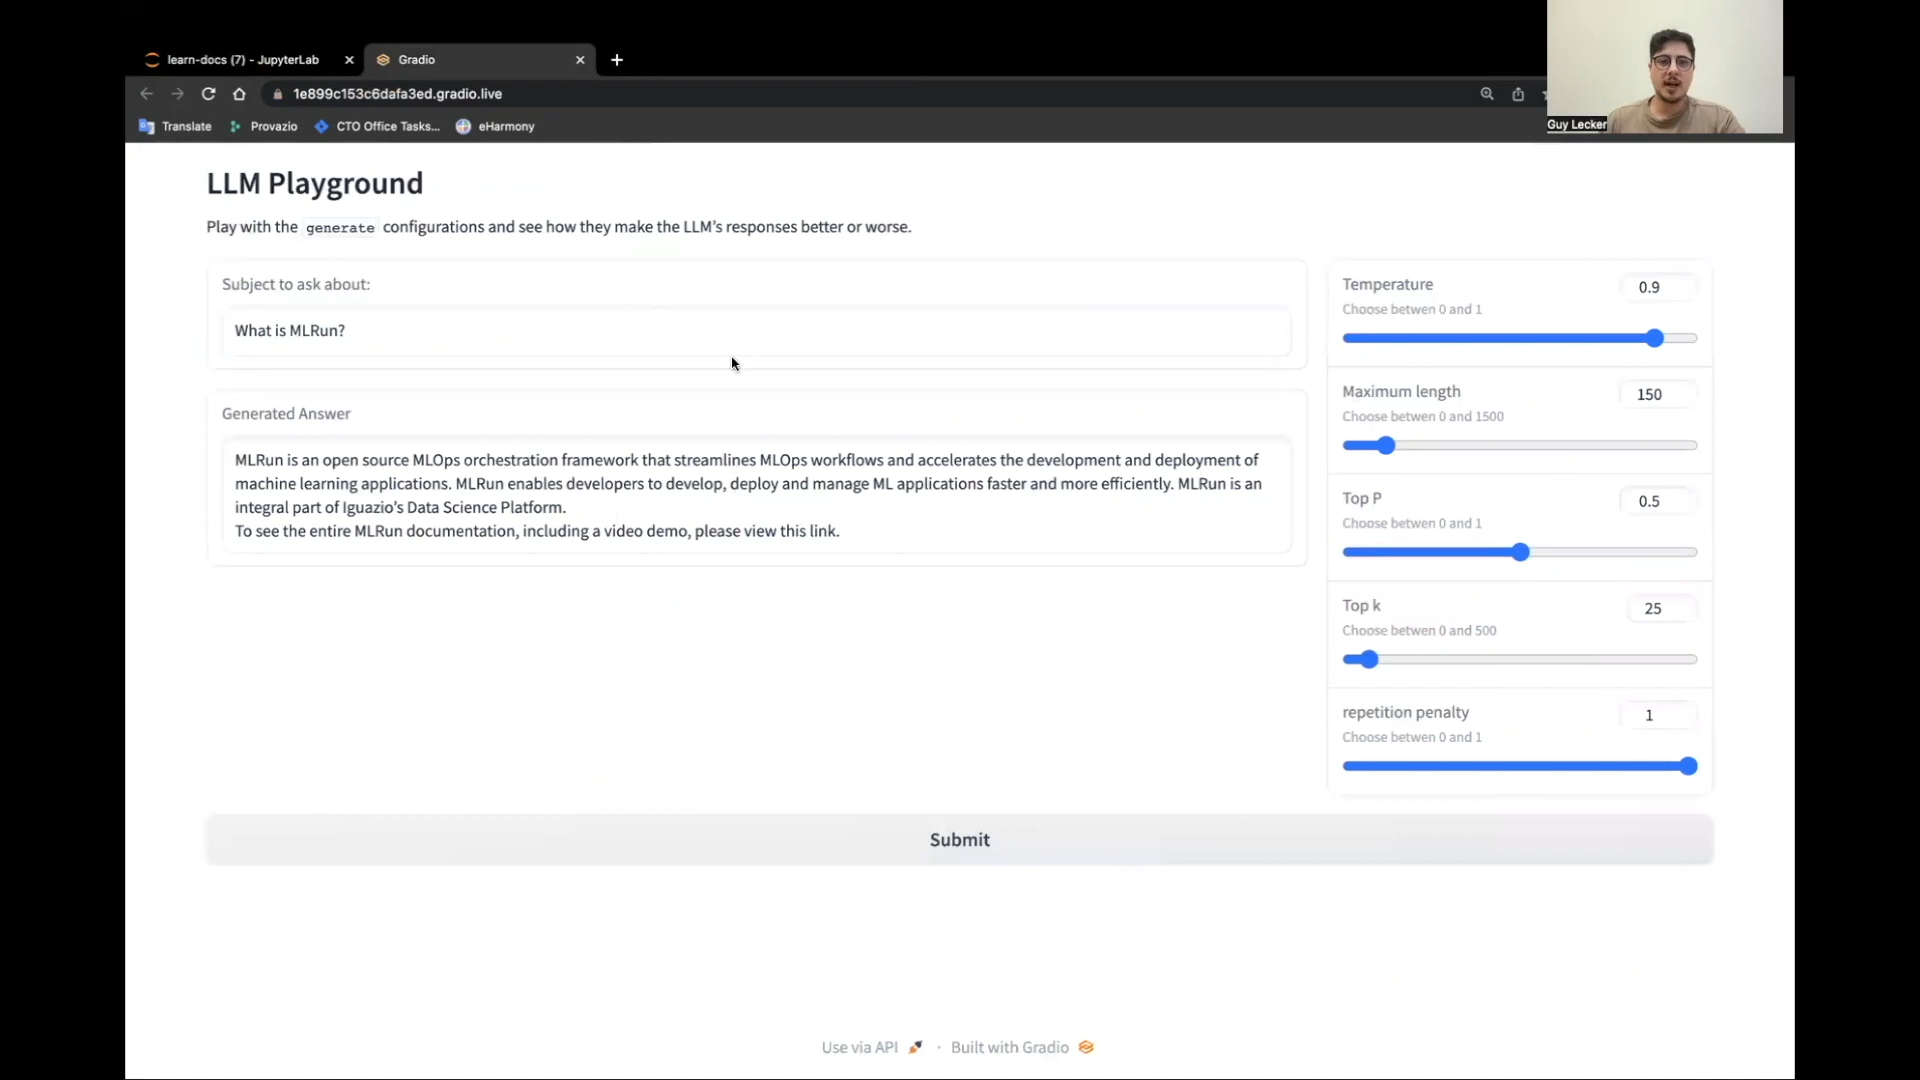 learn-docs (7) - JupyterLab
Gradio
1e899c153c6dafa3ed.gradio.live
Translate
Provazio
CTO Office Tasks...
eHarmony
Guy Lecker
LLM Playground
Play with the generate configurations and see how they make the LLM's responses better or worse.
Subject to ask about:
What is MLRun?
Generated Answer
MLRun is an open source MLOps orchestration framework that streamlines MLOps workflows and accelerates the development and deployment of
machine learning applications. MLRun enables developers to develop, deploy and manage ML applications faster and more efficiently. MLRun is an
integral part of Iguazio's Data Science Platform.
To see the entire MLRun documentation, including a video demo, please view this link.
Temperature
0.9
Choose betwen 0 and 1
Maximum length
150
Choose betwen 0 and 1500
Top P
0.5
Choose betwen 0 and 1
Top k
25
Choose betwen 0 and 500
repetition penalty
1
Choose betwen 0 and 1
Submit
Use via API · Built with Gradio